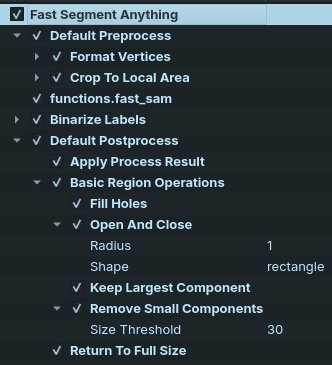 Fast Segment Anything
Default Preprocess
Format Vertices
Crop To Local Area
functions.fast_sam
Binarize Labels
Default Postprocess
Apply Process Result
Basic Region Operations
Fill Holes
Open And Close
Radius 1
Shape rectangle
Keep Largest Component
Remove Small Components
Size Threshold 30
Return To Full Size